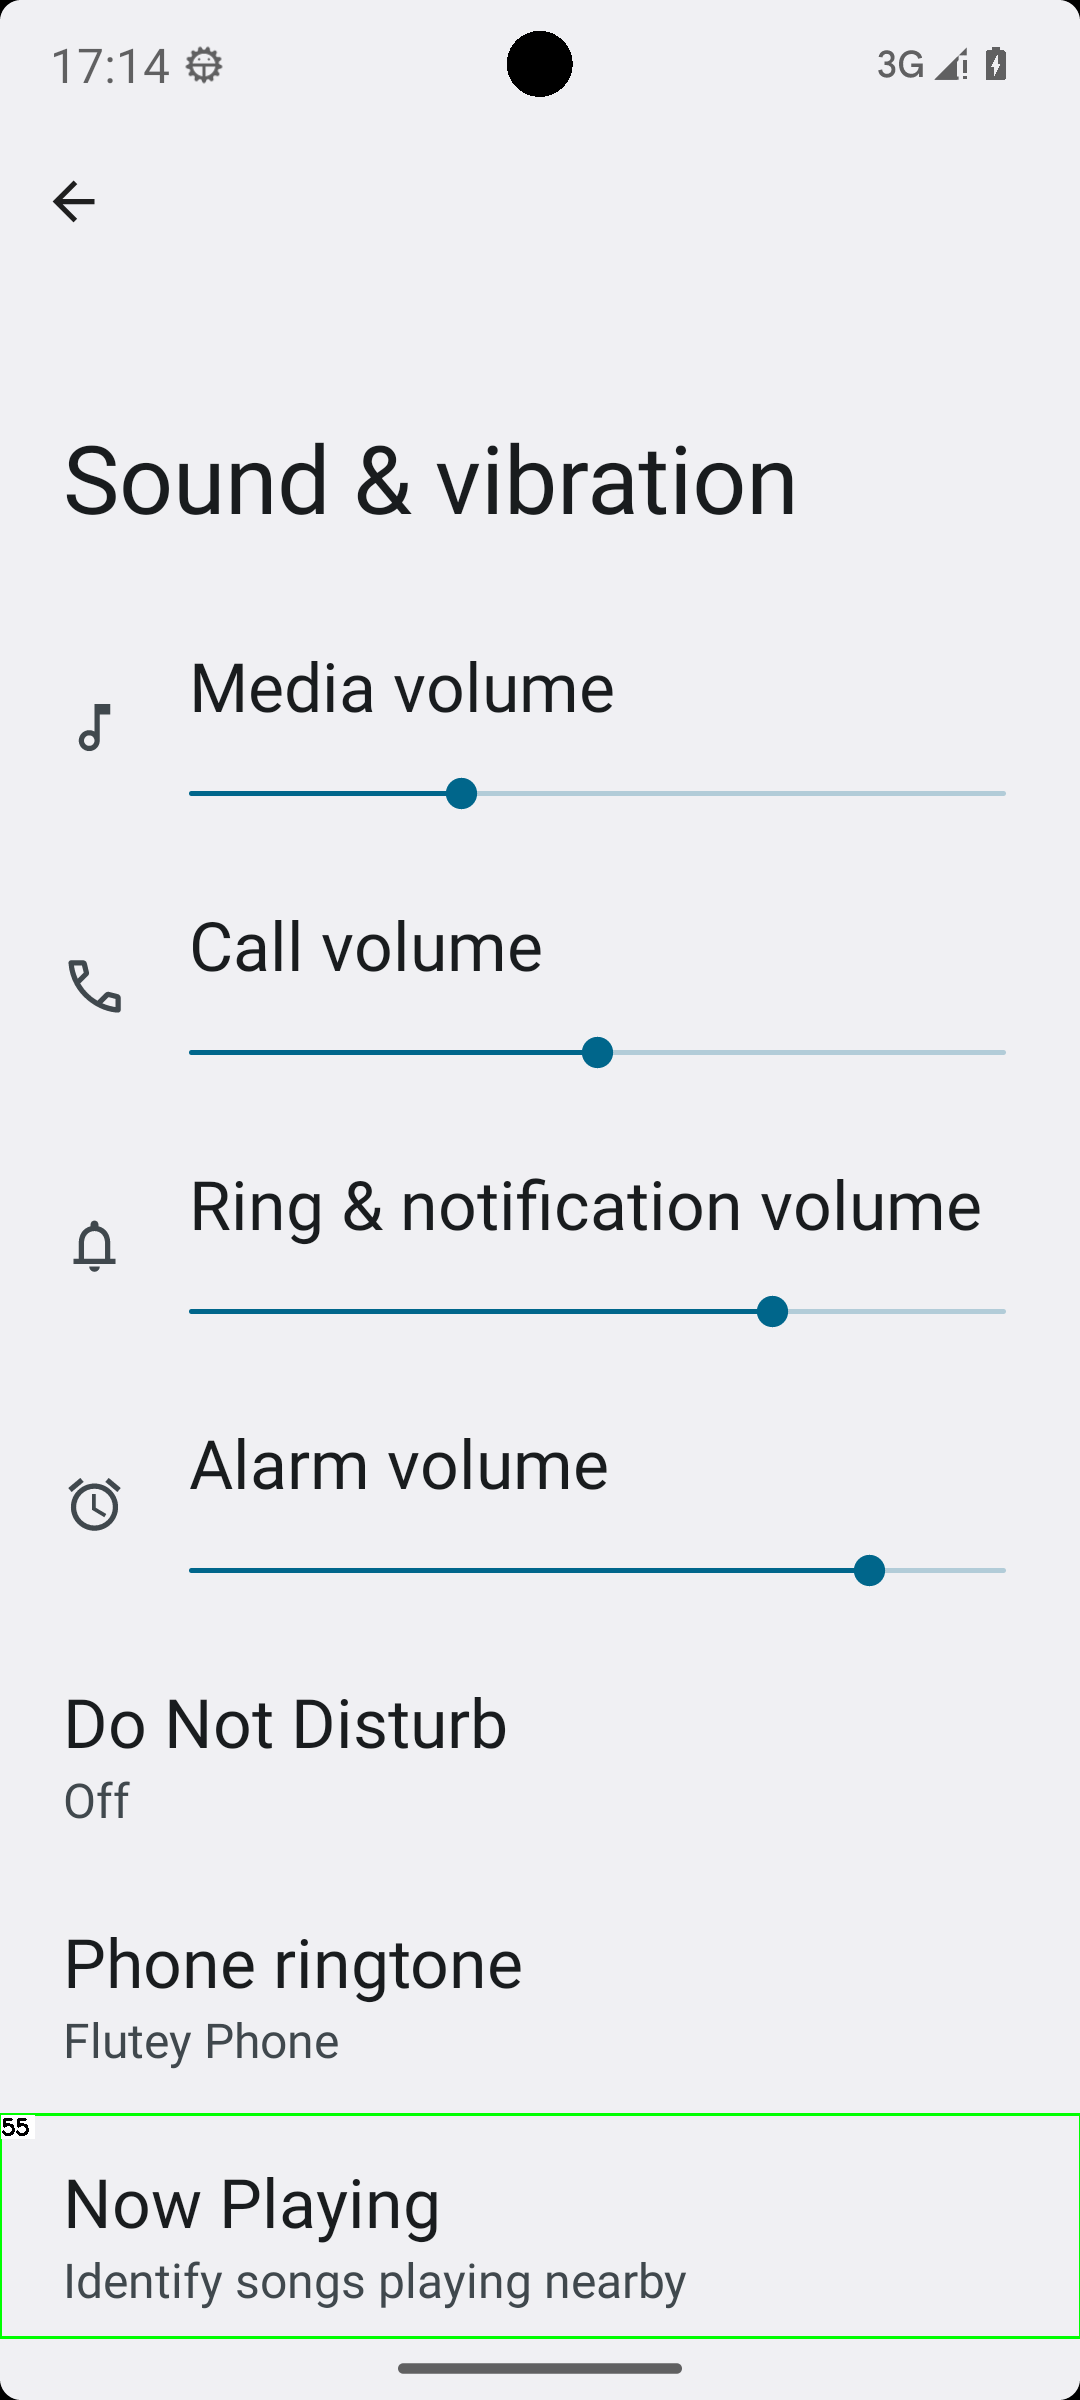 17:14 3G
Sound & vibration
Media volume
Call volume
Ring & notification volume
Alarm volume
Do Not Disturb
Off
Phone ringtone
Flutey Phone
55
Now Playing
Identify songs playing nearby